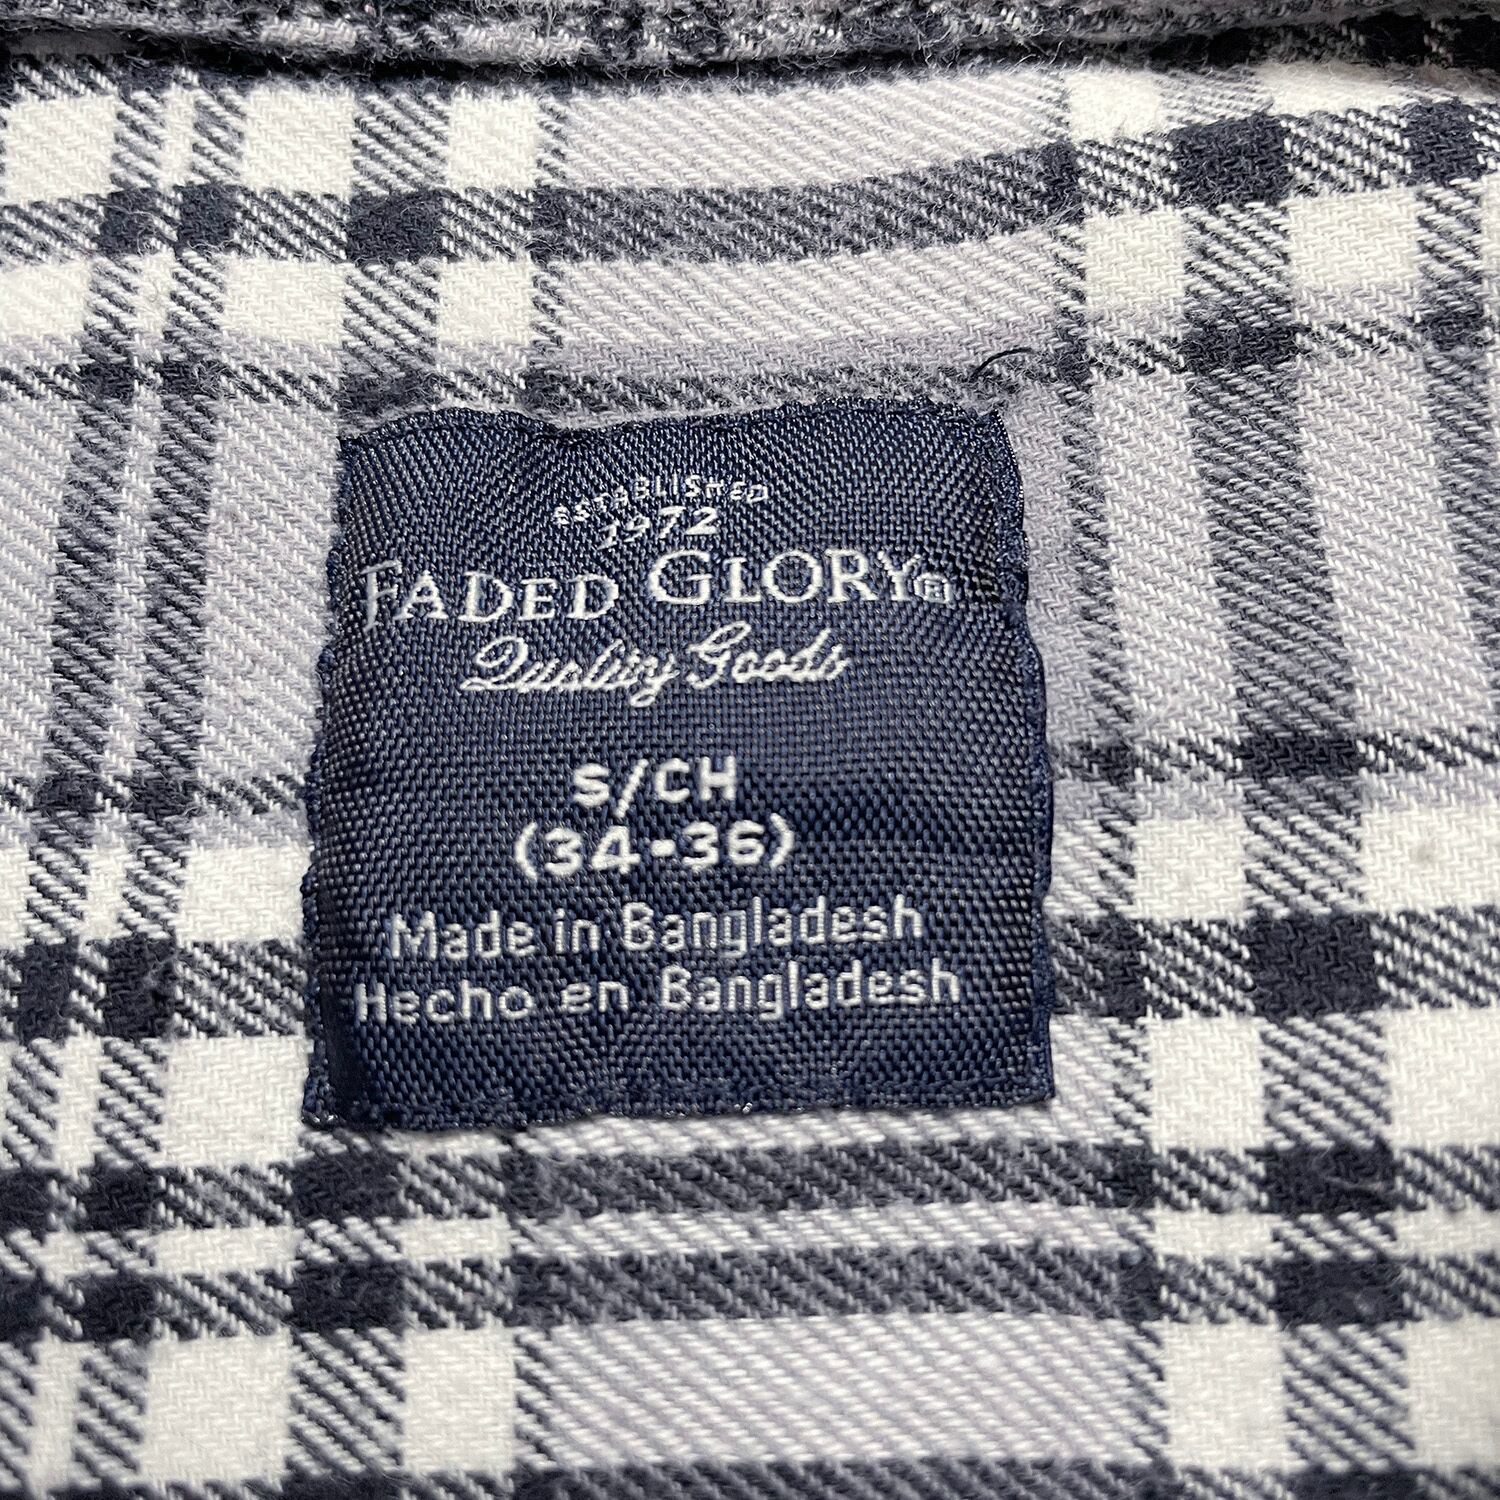 ESTABLISHED
1972
FADED GLORY®
Quality Goods
S/CH
(34-36)
Made in Bangladesh
Hecho en Bangladesh